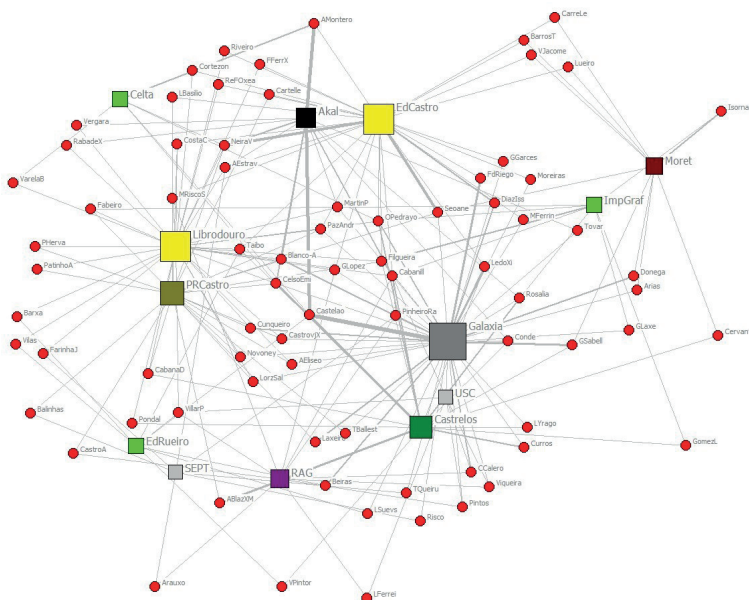 CarreLe
AMontero
BarrosT
VJacome
Riveiro
FFerrX
Lueiro
Cortezon
ReFOxea
Celta
LBasilio
Cartelle
Akal
EdCastro
Isorna
Vergara
RabadeX
CostaC
NeiraV
AEstrav
GGarces
FdRiego
Moreiras
Moret
VarelaB
MRiscoS
Fabeiro
MartinP
DiazIss
ImpGraf
Seoane
OPedrayo
MFerrin
PazAndr
Tovar
Librodouro
PHerva
Taibo
Blanco-A
Filgueira
LedoXi
PatinhoA
GLopez
Cabanill
Donega
PRCastro
CelsoEmi
Arias
Rosalia
Barxa
Castelao
PinheiroRa
Galaxia
GLaxe
Cunqueiro
CastrovjX
Conde
GSabell
Cervant
Vilas
FarinhaJ
Novoney
AEliseo
CabanaD
LorzSal
USC
Balinhas
VillarP
Pondal
Castrelos
LYrago
TBallest
Laxeiro
EdRueiro
Curros
GomezL
CastroA
SEPT
RAG
CCalero
FBeiras
Viqueira
TQueiru
ABlazXM
Pintos
LSuevs
Risco
Arauxo
VPintor
LFerrei